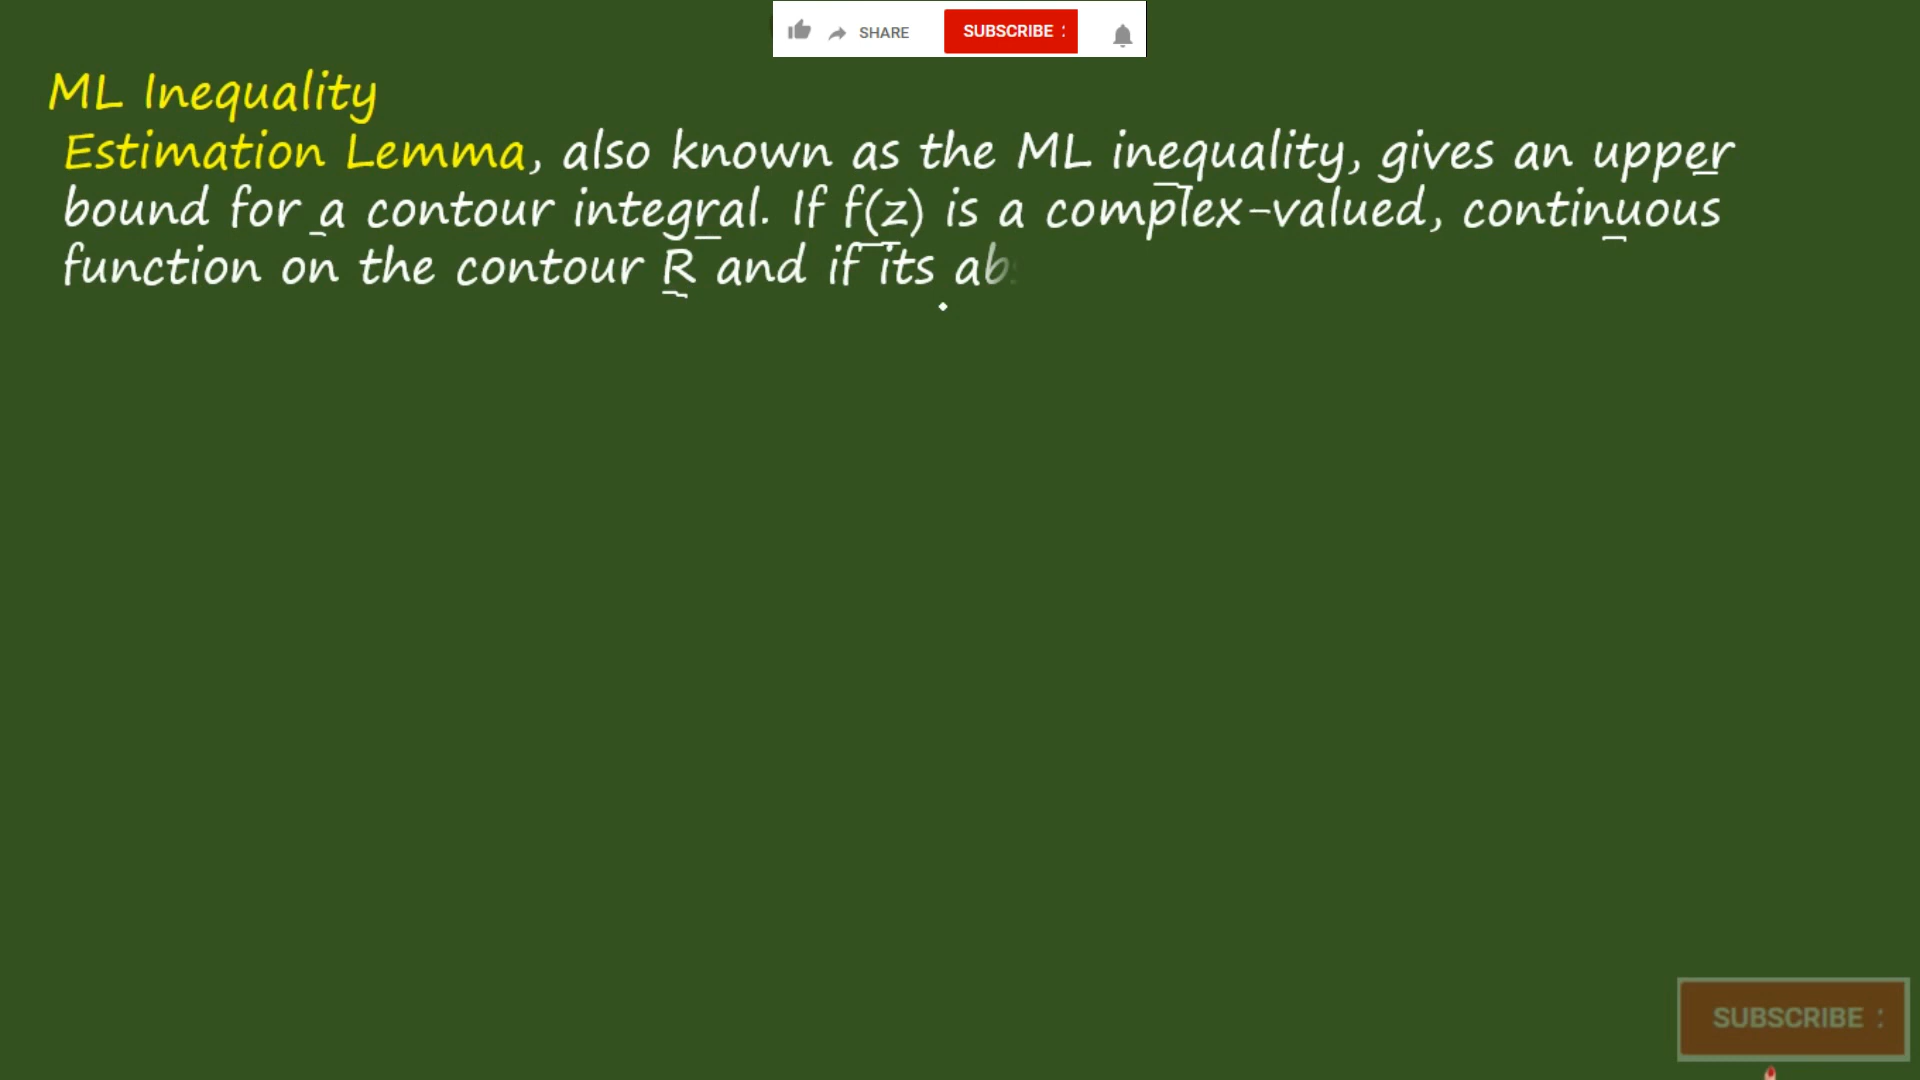 SHARE SUBSCRIBE :
ML Inequality
Estimation Lemma, also known as the ML inequality, gives an upper
bound for a contour integral. If f(z) is a complex-valued, continuous
function on the contour R and if its ab
SUBSCRIBE :